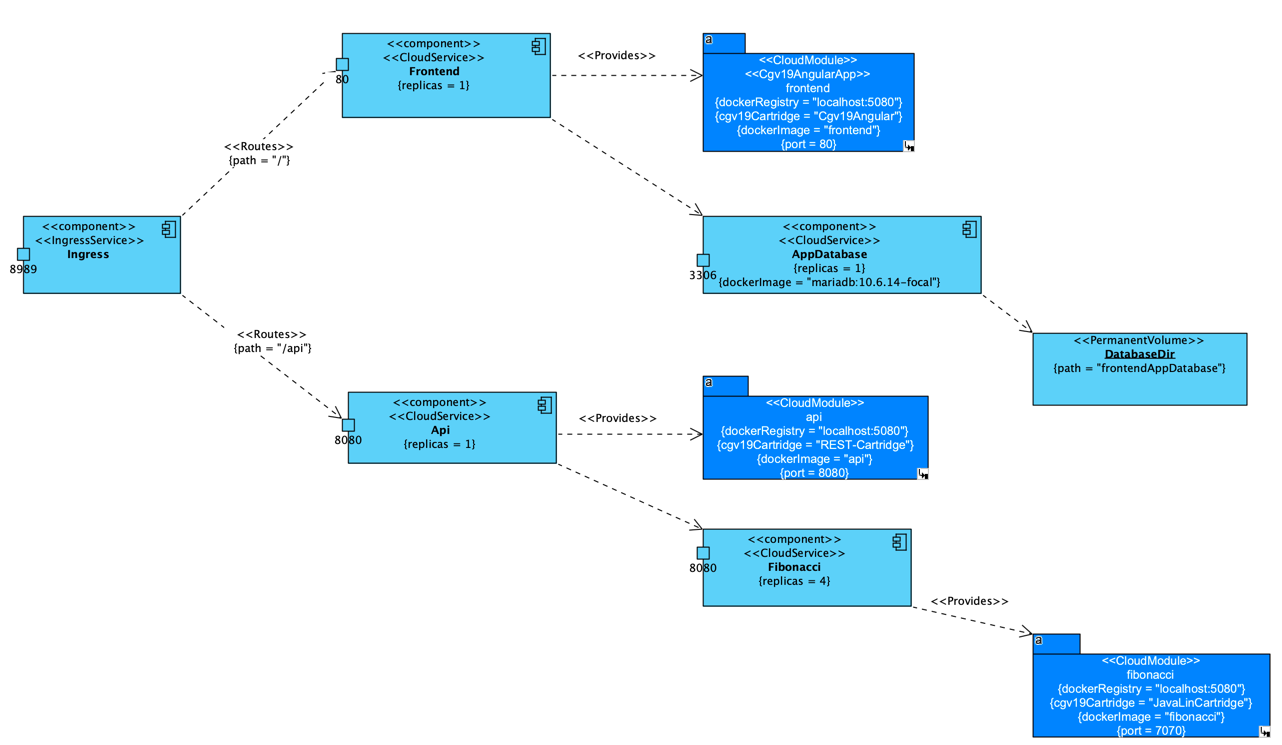 <<component>>
<<CloudService>>
Frontend
{replicas = 1}
80
<<Provides>>
a
<<CloudModule>>
<<Cgv19AngularApp>>
frontend
{dockerRegistry = "localhost:5080"}
{cgv19Cartridge = "Cgv19Angular"}
{dockerImage = "frontend"}
{port = 80}
<<Routes>>
{path = "/"}
<<component>>
<<IngressService>>
Ingress
8989
<<component>>
<<CloudService>>
AppDatabase
{replicas = 1}
{dockerImage = "mariadb:10.6.14-focal"}
3306
<<Routes>>
{path = "/api"}
<<PermanentVolume>>
DatabaseDir
{path = "frontendAppDatabase"}
<<component>>
<<CloudService>>
Api
{replicas = 1}
8080
<<Provides>>
a
<<CloudModule>>
api
{dockerRegistry = "localhost:5080"}
{cgv19Cartridge = "REST-Cartridge"}
{dockerImage = "api"}
{port = 8080}
<<component>>
<<CloudService>>
Fibonacci
{replicas = 4}
8080
<<Provides>>
a
<<CloudModule>>
fibonacci
{dockerRegistry = "localhost:5080"}
{cgv19Cartridge = "JavaLinCartridge"}
{dockerImage = "fibonacci"}
{port = 7070}